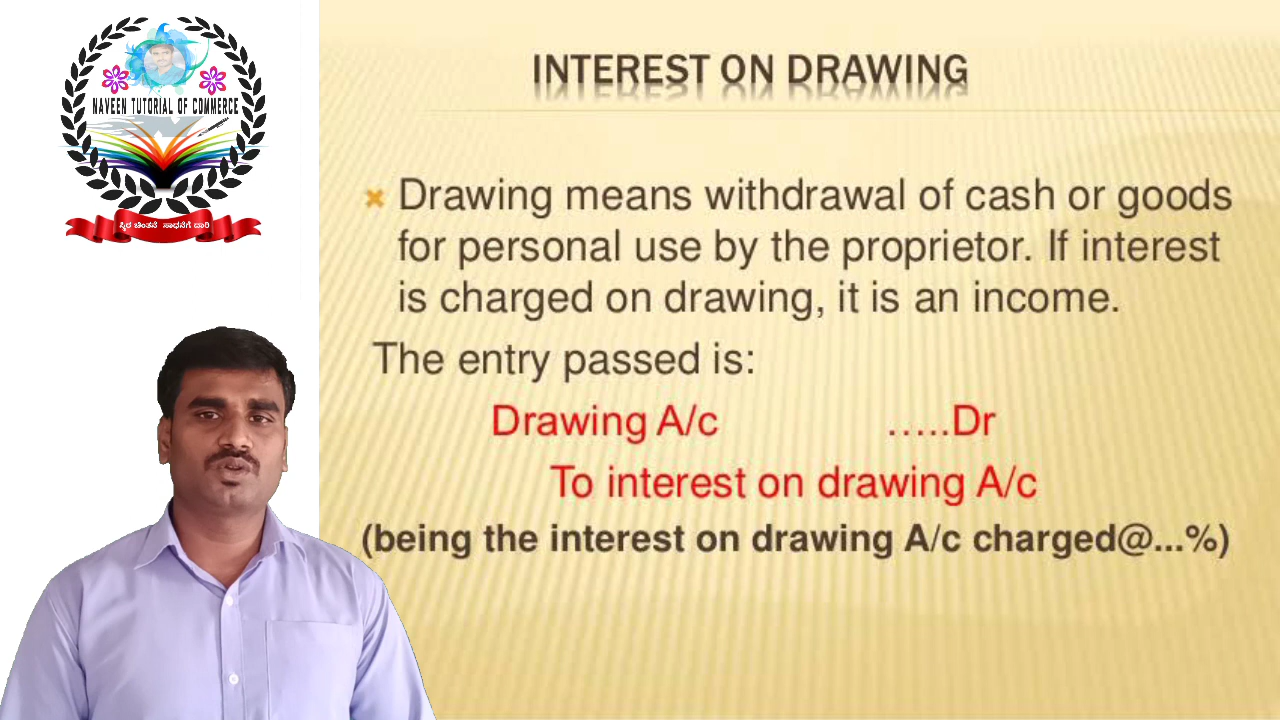 NAVEEN TUTORIAL OF COMMERCE
ಸ್ಥಿರ ಚಿಂತನೆ ಸಾಧನೆಗೆ ದಾರಿ
INTEREST ON DRAWING
Drawing means withdrawal of cash or goods
for personal use by the proprietor. If interest
is charged on drawing, it is an income.
The entry passed is:
Drawing A/c …..Dr
To interest on drawing A/c
(being the interest on drawing A/c charged@...%)